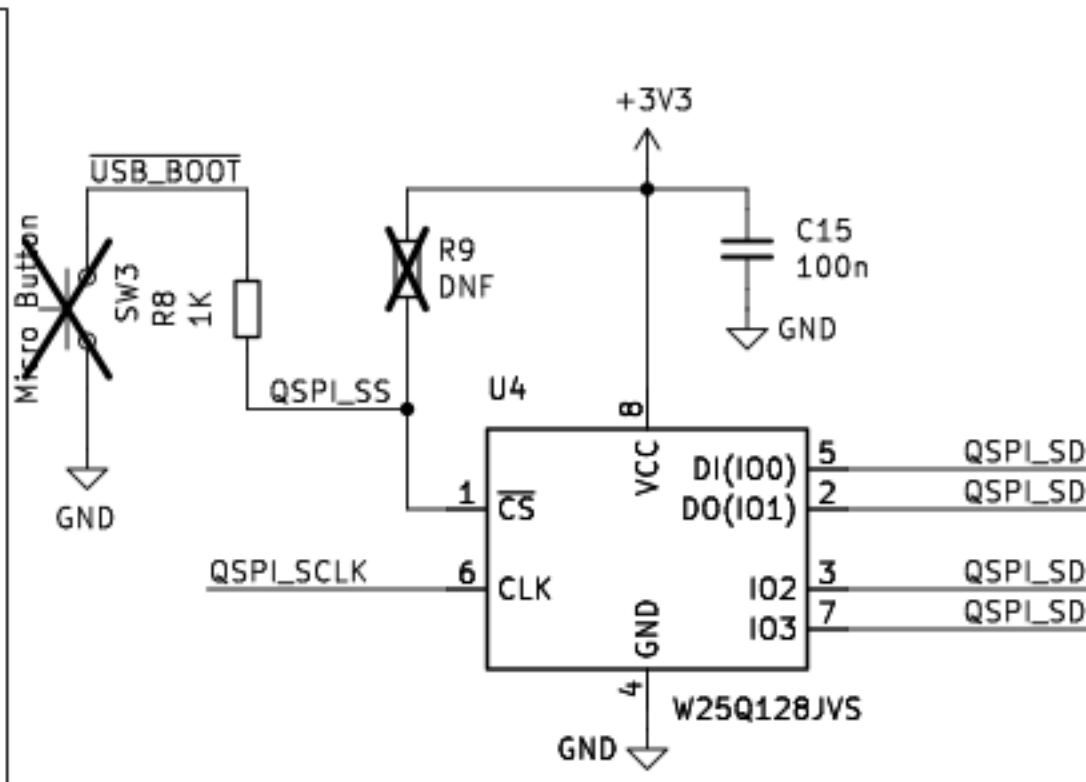 +3V3
USB_BOOT
Micro_Button
SW3
R8
1K
R9
DNF
C15
100n
GND
QSPI_SS
U4
8
VCC
DI(IO0)
5
QSPI_SD
1
CS
DO(IO1)
2
QSPI_SD
GND
QSPI_SCLK
6
CLK
IO2
3
QSPI_SD
IO3
7
QSPI_SD
GND
4
W25Q128JVS
GND